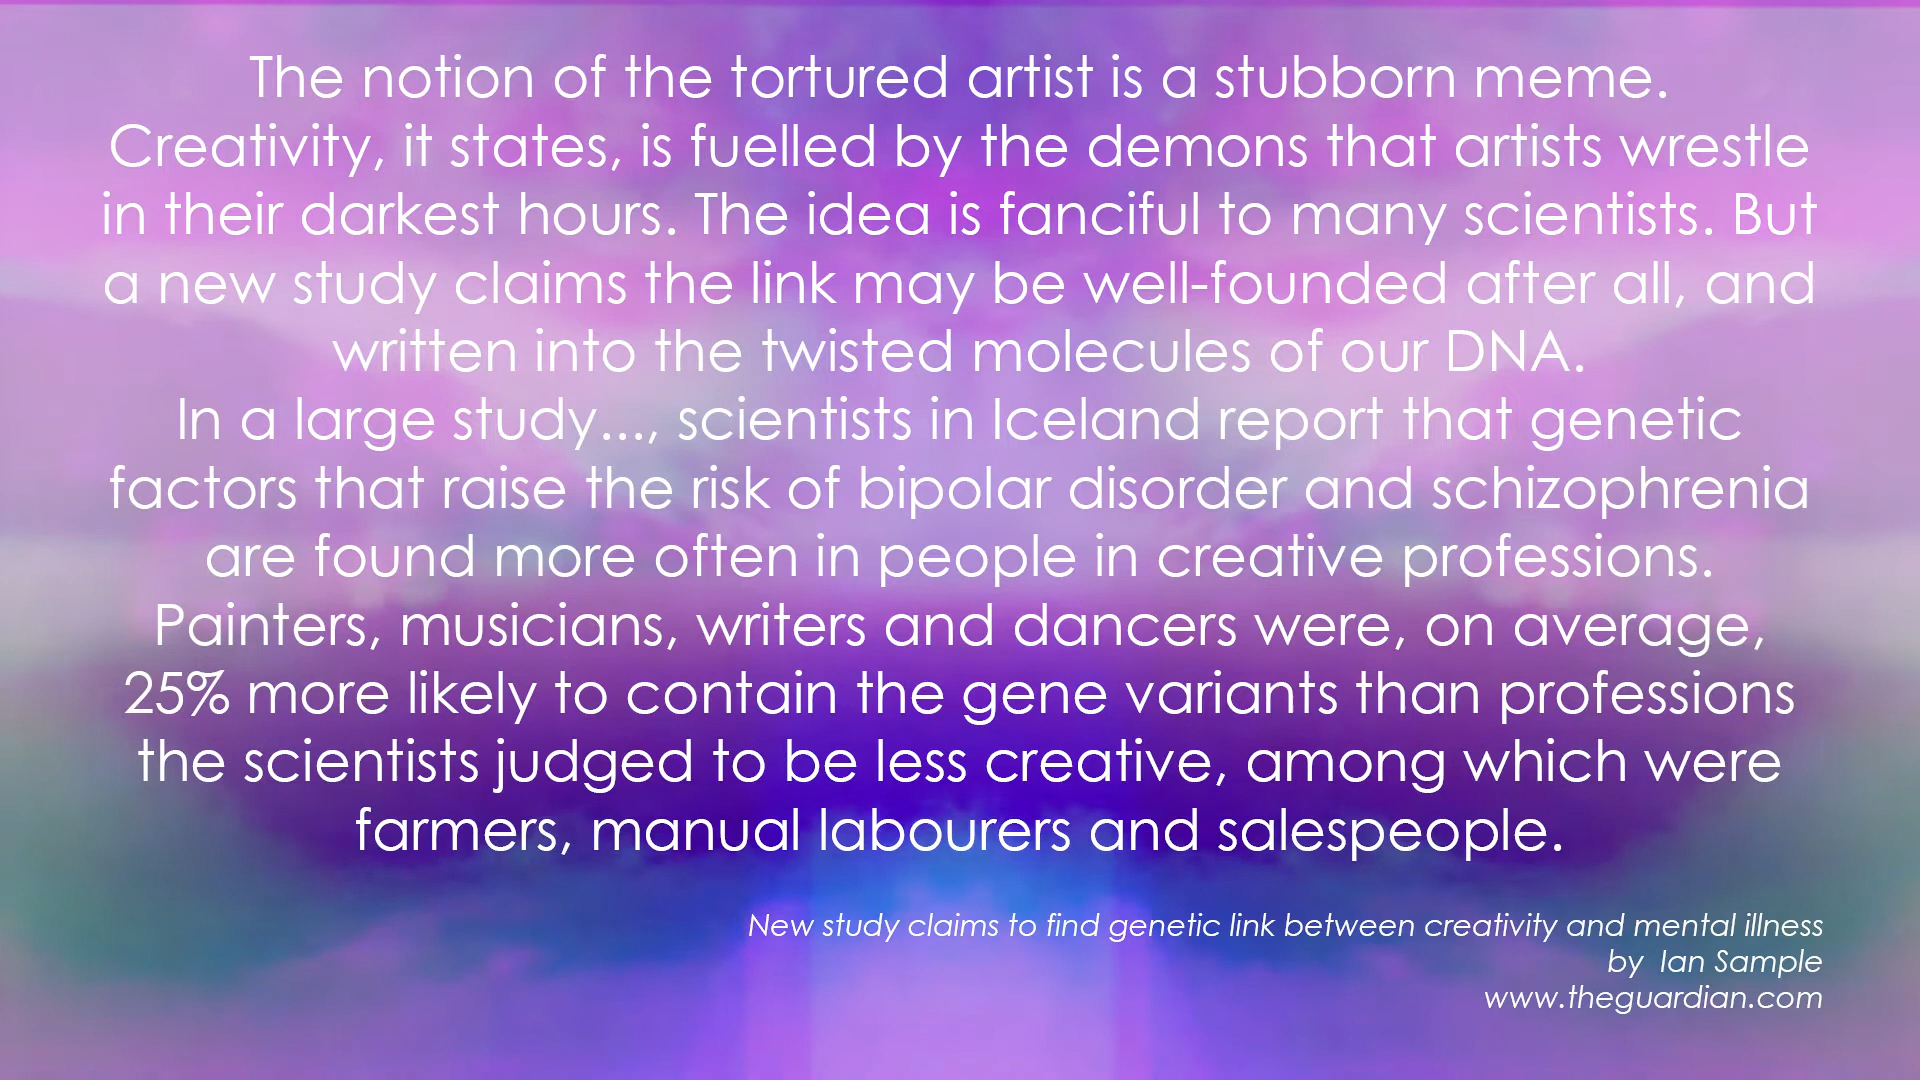 The notion of the tortured artist is a stubborn meme.
Creativity, it states, is fuelled by the demons that artists wrestle
in their darkest hours. The idea is fanciful to many scientists. But
a new study claims the link may be well-founded after all, and
written into the twisted molecules of our DNA.
In a large study..., scientists in Iceland report that genetic
factors that raise the risk of bipolar disorder and schizophrenia
are found more often in people in creative professions.
Painters, musicians, writers and dancers were, on average,
25% more likely to contain the gene variants than professions
the scientists judged to be less creative, among which were
farmers, manual labourers and salespeople.
New study claims to find genetic link between creativity and mental illness
by  Ian Sample
www.theguardian.com